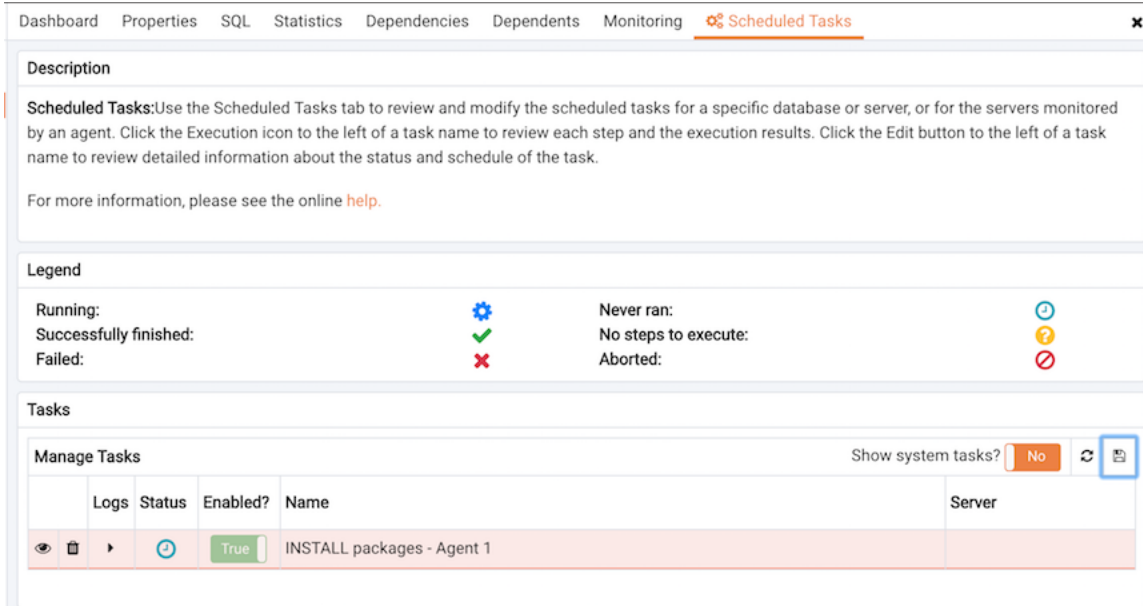 Dashboard Properties SQL Statistics Dependencies Dependents Monitoring Scheduled Tasks
Description
Scheduled Tasks:Use the Scheduled Tasks tab to review and modify the scheduled tasks for a specific database or server, or for the servers monitored
by an agent. Click the Execution icon to the left of a task name to review each step and the execution results. Click the Edit button to the left of a task
name to review detailed information about the status and schedule of the task.
For more information, please see the online help.
Legend
Running: Never ran:
Successfully finished: No steps to execute:
Failed: Aborted:
Tasks
Manage Tasks Show system tasks? No
Logs Status Enabled? Name Server
True INSTALL packages - Agent 1